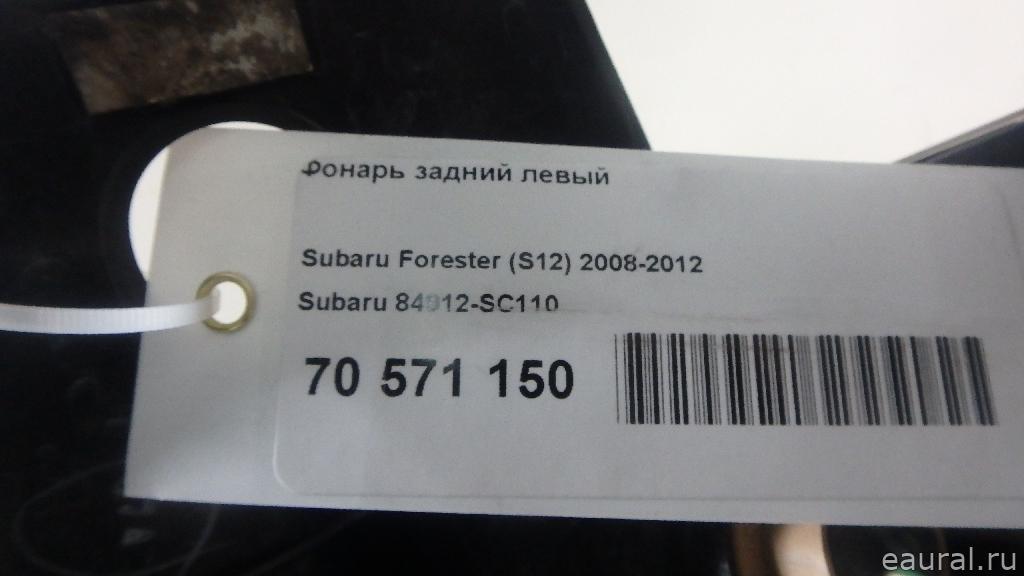 Фонарь задний левый
Subaru Forester (S12) 2008-2012
Subaru 84912-SC110
70 571 150
eaural.ru